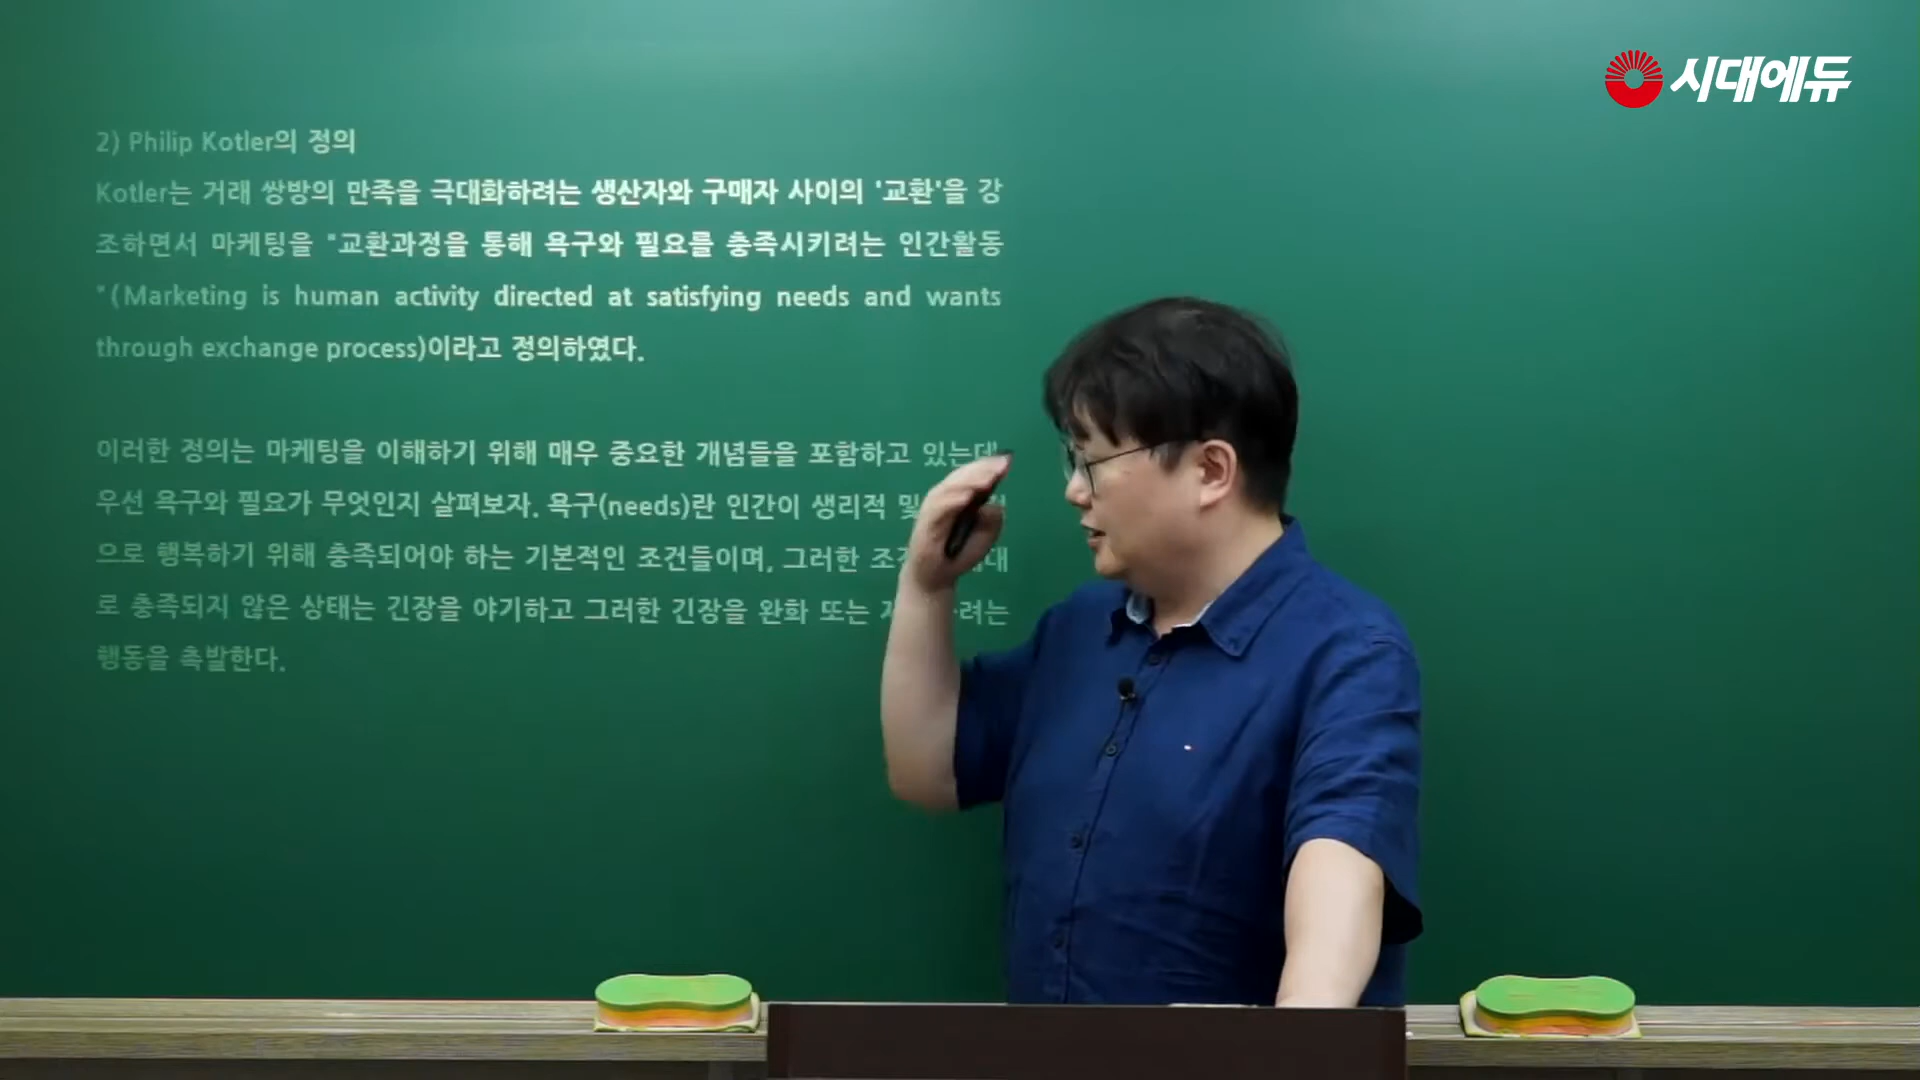 시대에듀
2) Philip Kotler의 정의
Kotler는 거래 쌍방의 만족을 극대화하려는 생산자와 구매자 사이의 '교환'을 강
조하면서 마케팅을 "교환과정을 통해 욕구와 필요를 충족시키려는 인간활동
"(Marketing is human activity directed at satisfying needs and wants
through exchange process)이라고 정의하였다.
이러한 정의는 마케팅을 이해하기 위해 매우 중요한 개념들을 포함하고 있는데
우선 욕구와 필요가 무엇인지 살펴보자. 욕구(needs)란 인간이 생리적 및
으로 행복하기 위해 충족되어야 하는 기본적인 조건들이며, 그러한
로 충족되지 않은 상태는 긴장을 야기하고 그러한 긴장을 완화 또는
행동을 촉발한다.